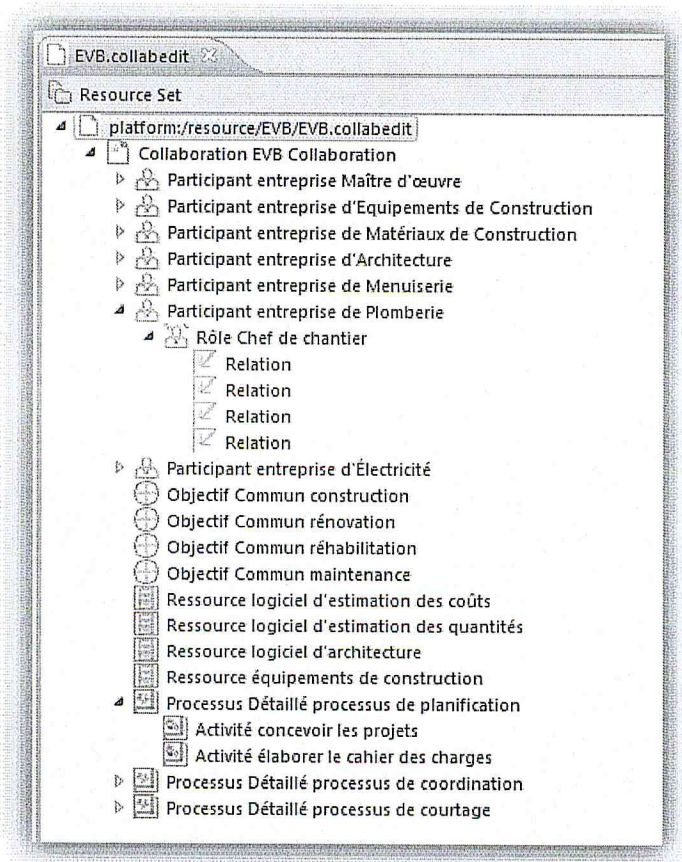 EVB.collabedit
Resource Set
platform:/resource/EVB/EVB.collabedit
Collaboration EVB Collaboration
Participant entreprise Maître d'œuvre
Participant entreprise d'Equipements de Construction
Participant entreprise de Matériaux de Construction
Participant entreprise d'Architecture
Participant entreprise de Menuiserie
Participant entreprise de Plomberie
Rôle Chef de chantier
Relation
Relation
Relation
Relation
Participant entreprise d'Électricité
Objectif Commun construction
Objectif Commun rénovation
Objectif Commun réhabilitation
Objectif Commun maintenance
Ressource logiciel d'estimation des coûts
Ressource logiciel d'estimation des quantités
Ressource logiciel d'architecture
Ressource équipements de construction
Processus Détaillé processus de planification
Activité concevoir les projets
Activité élaborer le cahier des charges
Processus Détaillé processus de coordination
Processus Détaillé processus de courtage